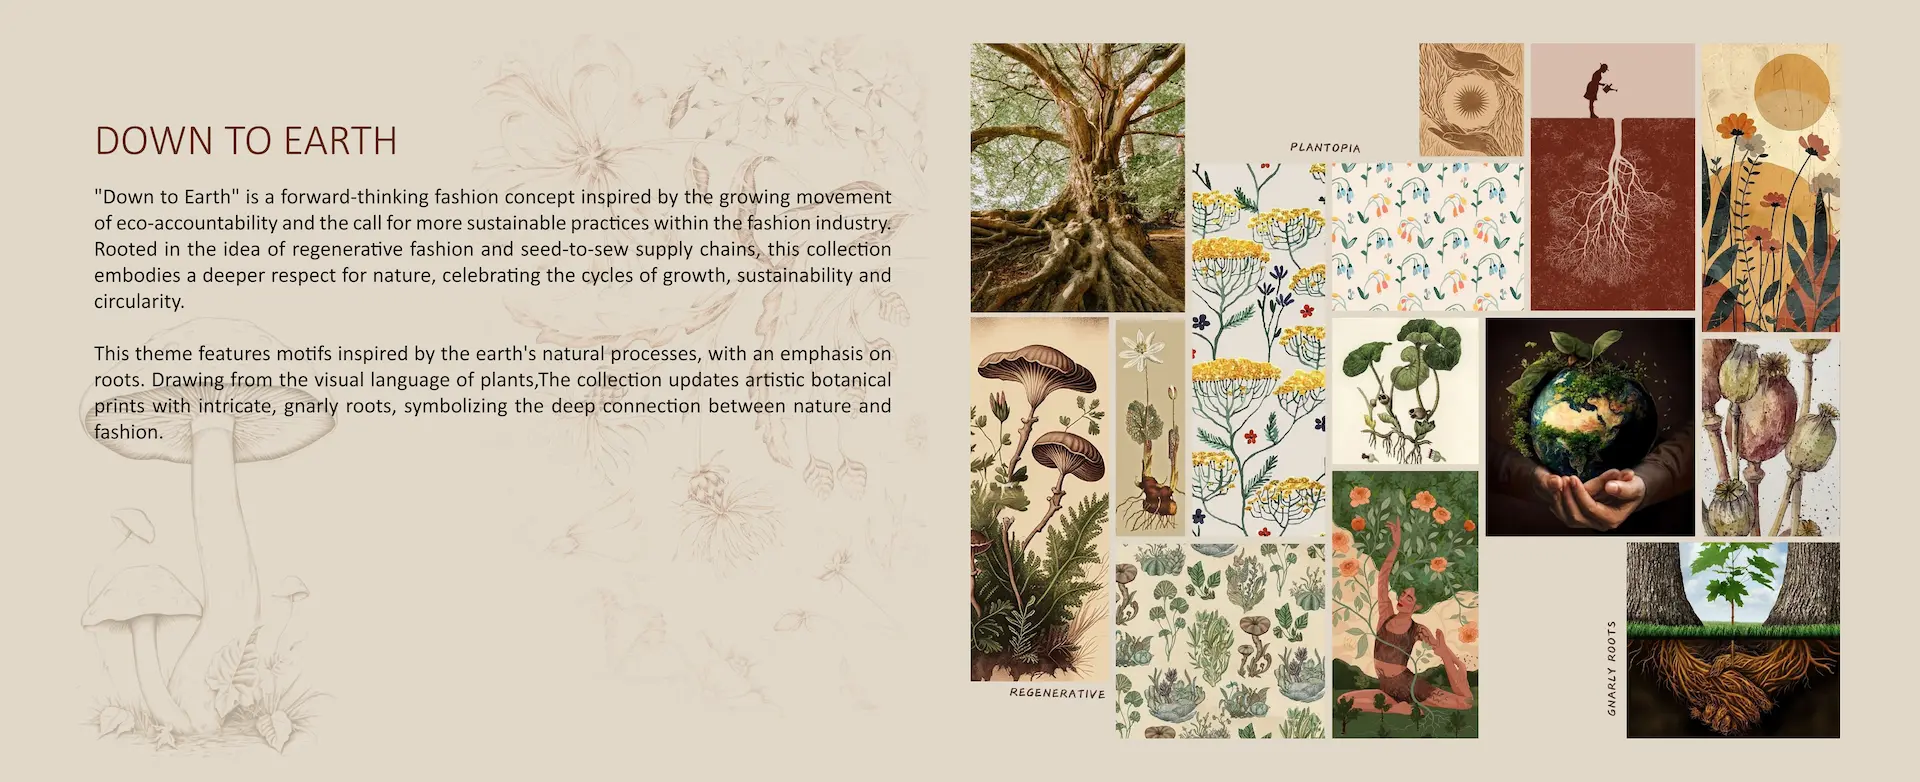 DOWN TO EARTH
"Down to Earth" is a forward-thinking fashion concept inspired by the growing movement
of eco-accountability and the call for more sustainable practices within the fashion industry.
Rooted in the idea of regenerative fashion and seed-to-sew supply chains, this collection
embodies a deeper respect for nature, celebrating the cycles of growth, sustainability and
circularity.
This theme features motifs inspired by the earth's natural processes, with an emphasis on
roots. Drawing from the visual language of plants,The collection updates artistic botanical
prints with intricate, gnarly roots, symbolizing the deep connection between nature and
fashion.
PLANTOPIA
REGENERATIVE
GNARLY ROOTS